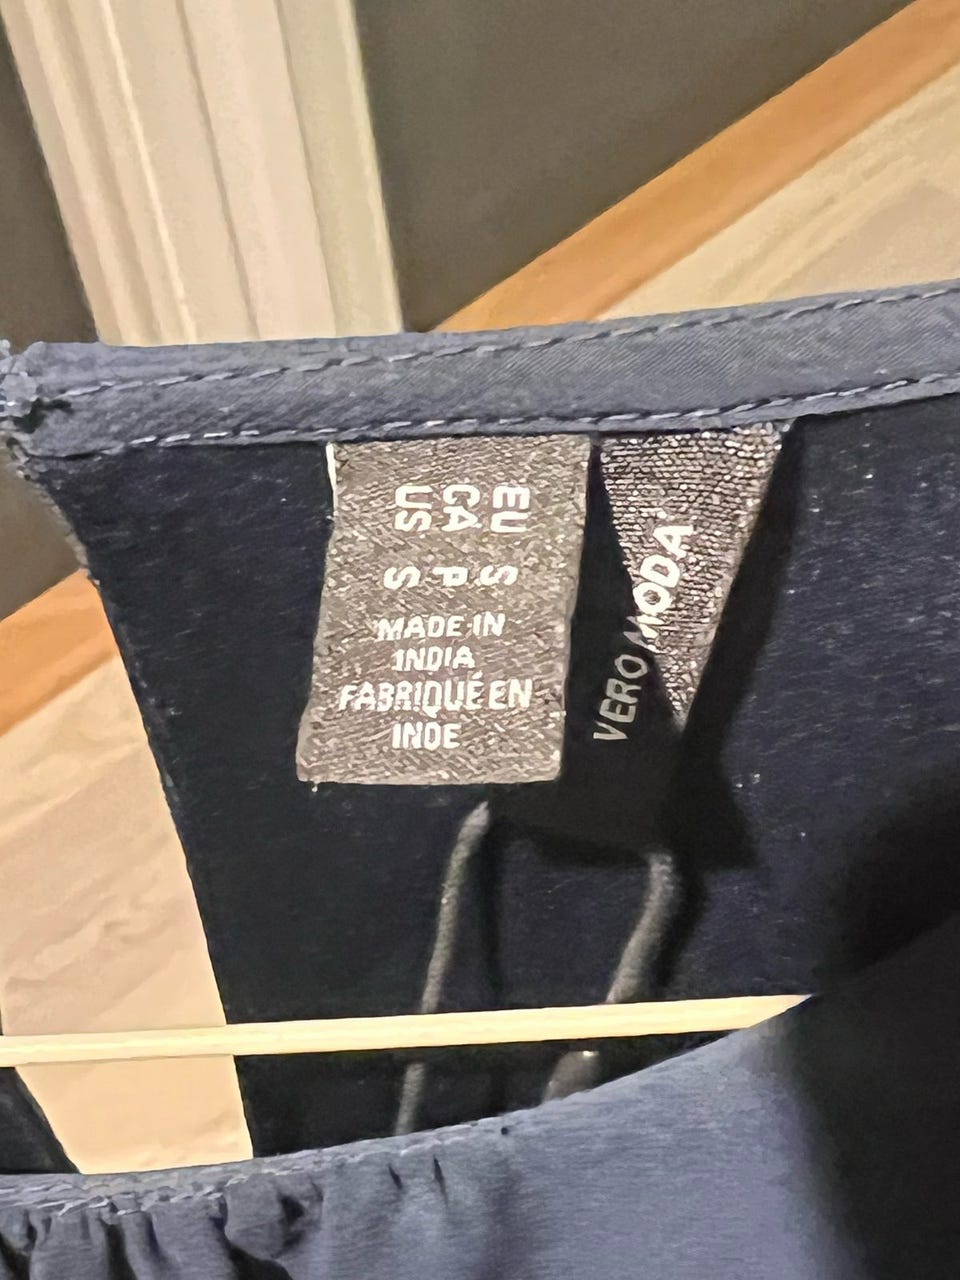 EU S
CA P
US S
MADE IN
INDIA
FABRIQUÉ EN
INDE
VERO MODA